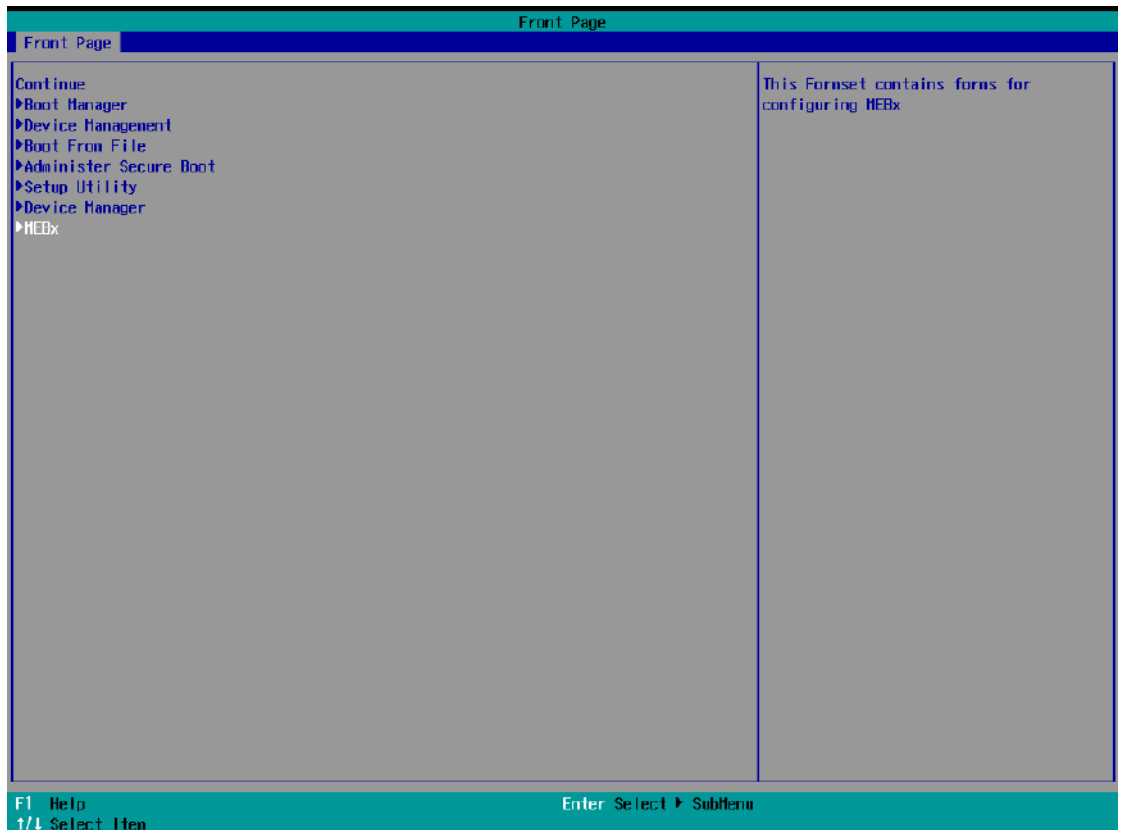 Front Page
Front Page
Continue
Boot Manager
Device Management
Boot From File
Administer Secure Boot
Setup Utility
Device Manager
MEBx
This Formset contains forms for
configuring MEBx
F1 Help
Enter Select ▶ SubMenu
↑/↓ Select Item